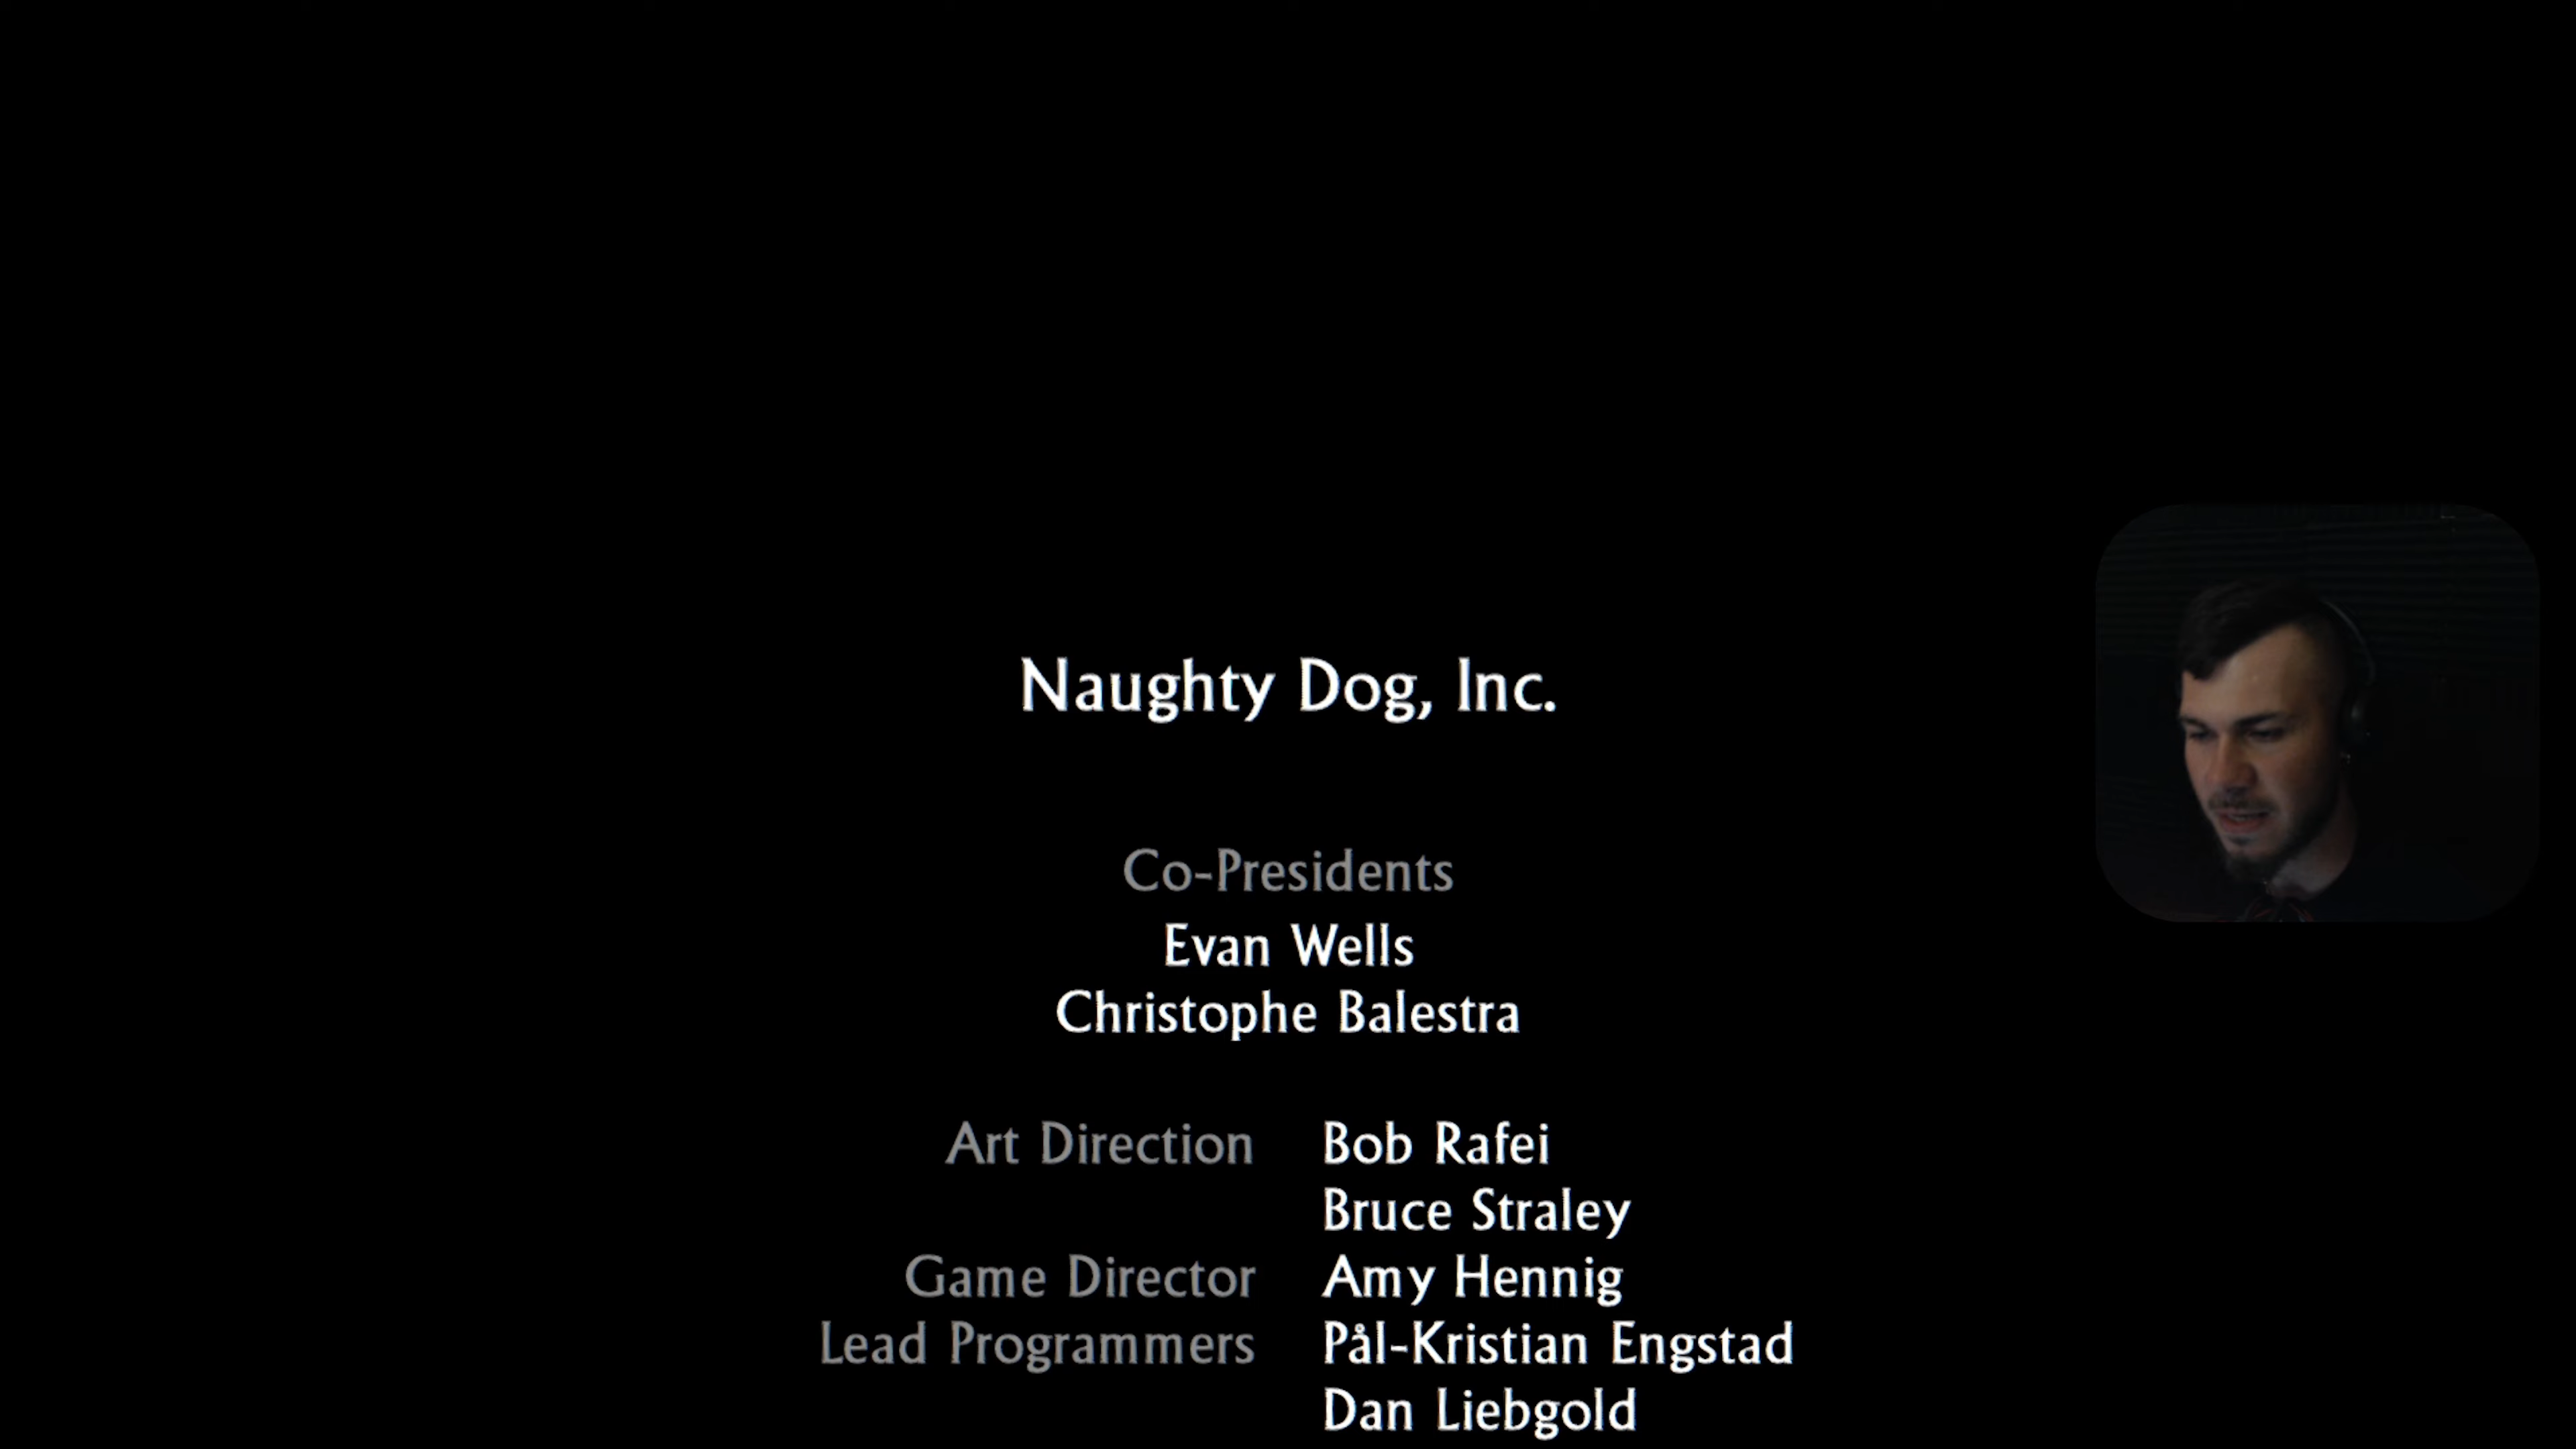 Naughty Dog, Inc.
Co-Presidents
Evan Wells
Christophe Balestra
Art Direction Bob Rafei
Bruce Straley
Game Director Amy Hennig
Lead Programmers Pål-Kristian Engstad
Dan Liebgold